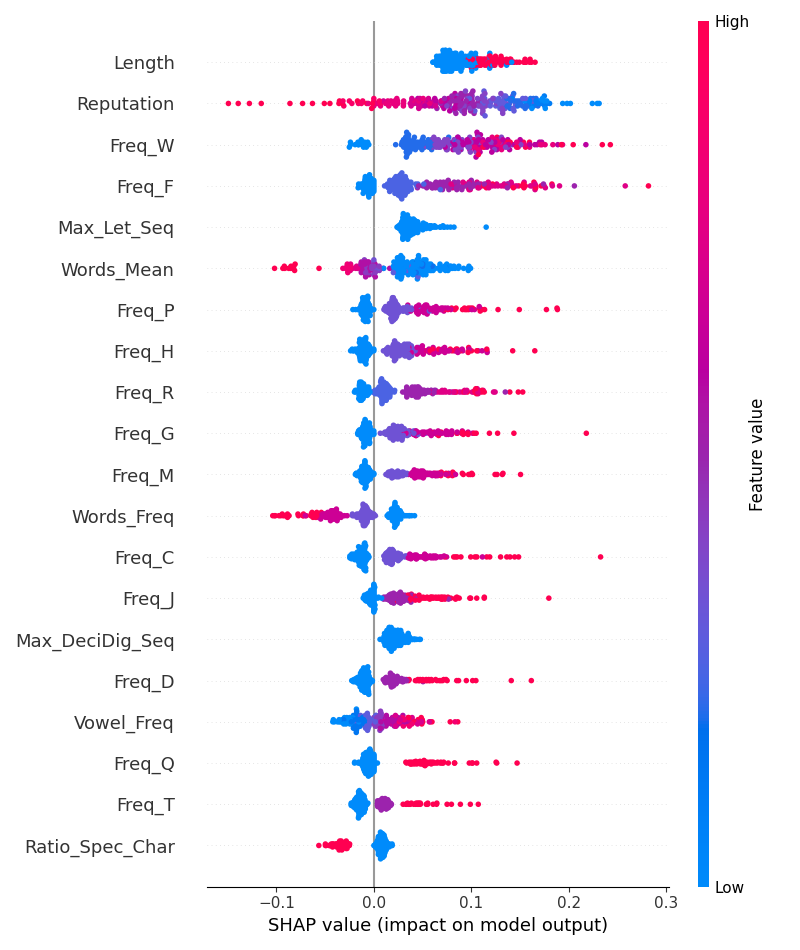 High
Length
Reputation
Freq_W
Freq_F
Max_Let_Seq
Words_Mean
Freq_P
Freq_H
Freq_R
Freq_G
Freq_M
Words_Freq
Freq_C
Freq_J
Max_DeciDig_Seq
Freq_D
Vowel_Freq
Freq_Q
Freq_T
Ratio_Spec_Char
Feature value
Low
−0.1 0.0 0.1 0.2 0.3
SHAP value (impact on model output)